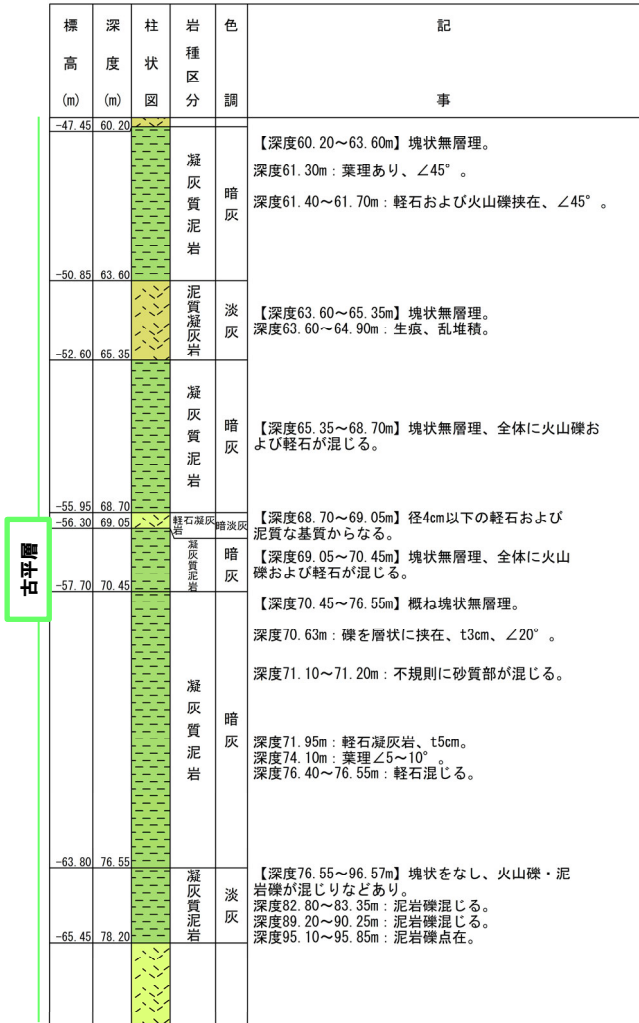 標高(m) 深度(m) 柱状図 岩種区分 色調 記事
-47.45 60.20
【深度60.20～63.60m】塊状無層理。
深度61.30m：葉理あり、∠45°。
深度61.40～61.70m：軽石および火山礫挟在、∠45°。
凝灰質泥岩 暗灰
-50.85 63.60
泥質凝灰岩 淡灰
【深度63.60～65.35m】塊状無層理。
深度63.60～64.90m：生痕、乱堆積。
-52.60 65.35
凝灰質泥岩 暗灰
【深度65.35～68.70m】塊状無層理、全体に火山礫お
よび軽石が混じる。
-55.95 68.70
軽石凝灰岩 暗淡灰
【深度68.70～69.05m】径4cm以下の軽石および
泥質な基質からなる。
-56.30 69.05
凝灰質泥岩 暗灰
【深度69.05～70.45m】塊状無層理、全体に火山
礫および軽石が混じる。
-57.70 70.45
古平層
【深度70.45～76.55m】概ね塊状無層理。
深度70.63m：礫を層状に挟在、t3cm、∠20°。
深度71.10～71.20m：不規則に砂質部が混じる。
凝灰質泥岩 暗灰
深度71.95m：軽石凝灰岩、t5cm。
深度74.10m：葉理∠5～10°。
深度76.40～76.55m：軽石混じる。
-63.80 76.55
凝灰質泥岩 淡灰
【深度76.55～96.57m】塊状をなし、火山礫・泥
岩礫が混じりなどあり。
深度82.80～83.35m：泥岩礫混じる。
深度89.20～90.25m：泥岩礫混じる。
深度95.10～95.85m：泥岩礫点在。
-65.45 78.20